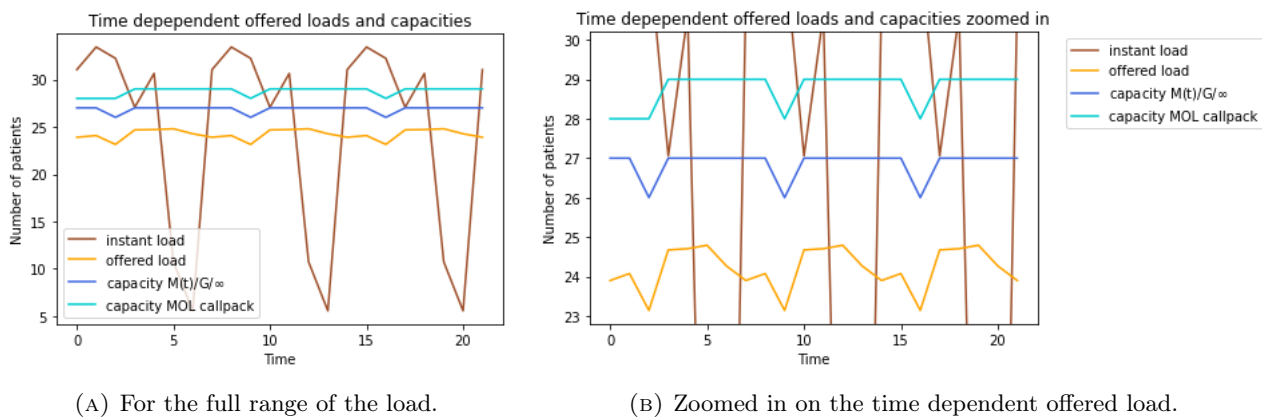 Time depependent offered loads and capacities
Number of patients
30
25
20
15
10
5
instant load
offered load
capacity M(t)/G/∞
capacity MOL callpack
0
5
10
15
20
Time
(A) For the full range of the load.
Time depependent offered loads and capacities zoomed in
Number of patients
30
29
28
27
26
25
24
23
0
5
10
15
20
Time
instant load
offered load
capacity M(t)/G/∞
capacity MOL callpack
(B) Zoomed in on the time dependent offered load.